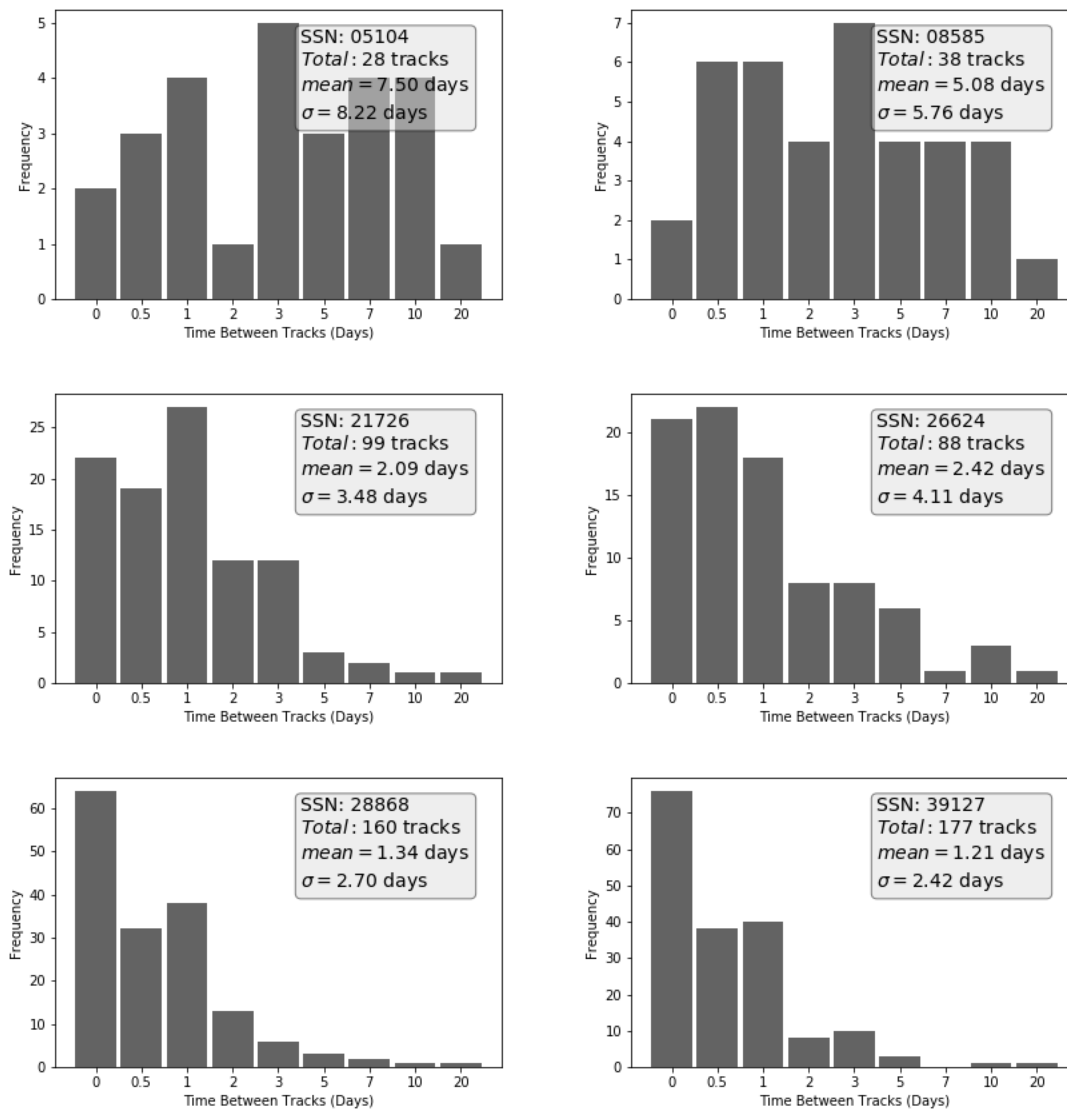 5
4
3
2
1
0
Frequency
SSN: 05104
Total: 28 tracks
mean = 7.50 days
σ = 8.22 days
0 0.5 1 2 3 5 7 10 20
Time Between Tracks (Days)
7
6
5
4
3
2
1
0
Frequency
SSN: 08585
Total: 38 tracks
mean = 5.08 days
σ = 5.76 days
0 0.5 1 2 3 5 7 10 20
Time Between Tracks (Days)
25
20
15
10
5
0
Frequency
SSN: 21726
Total: 99 tracks
mean = 2.09 days
σ = 3.48 days
0 0.5 1 2 3 5 7 10 20
Time Between Tracks (Days)
20
15
10
5
0
Frequency
SSN: 26624
Total: 88 tracks
mean = 2.42 days
σ = 4.11 days
0 0.5 1 2 3 5 7 10 20
Time Between Tracks (Days)
60
50
40
30
20
10
0
Frequency
SSN: 28868
Total: 160 tracks
mean = 1.34 days
σ = 2.70 days
0 0.5 1 2 3 5 7 10 20
Time Between Tracks (Days)
70
60
50
40
30
20
10
0
Frequency
SSN: 39127
Total: 177 tracks
mean = 1.21 days
σ = 2.42 days
0 0.5 1 2 3 5 7 10 20
Time Between Tracks (Days)